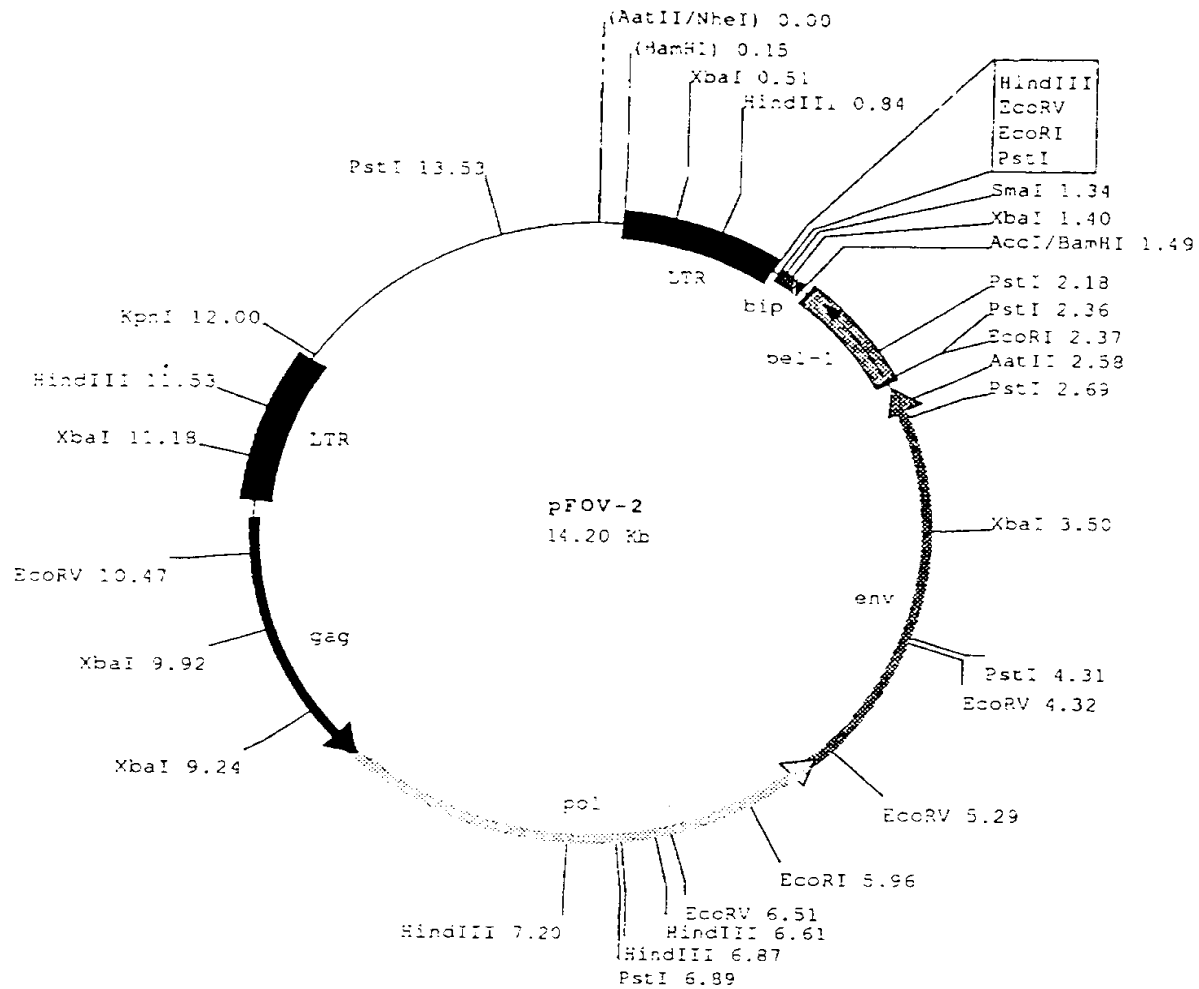 (AatII/NheI) 0.00
(BamHI) 0.15
XbaI 0.51
HindIII 0.84
HindIII
EcoRV
EcoRI
PstI
SmaI 1.34
XbaI 1.40
AccI/BamHI 1.49
PstI 2.18
PstI 2.36
EcoRI 2.37
AatII 2.58
PstI 2.69
XbaI 3.50
PstI 4.31
EcoRV 4.32
EcoRV 5.29
EcoRI 5.96
EcoRV 6.51
HindIII 6.61
HindIII 6.87
PstI 6.89
HindIII 7.20
XbaI 9.24
XbaI 9.92
EcoRV 10.47
XbaI 11.18
HindIII 11.53
KpnI 12.00
PstI 13.53
LTR
bip
bel-1
env
pol
gag
LTR
pFOV-2
14.20 Kb